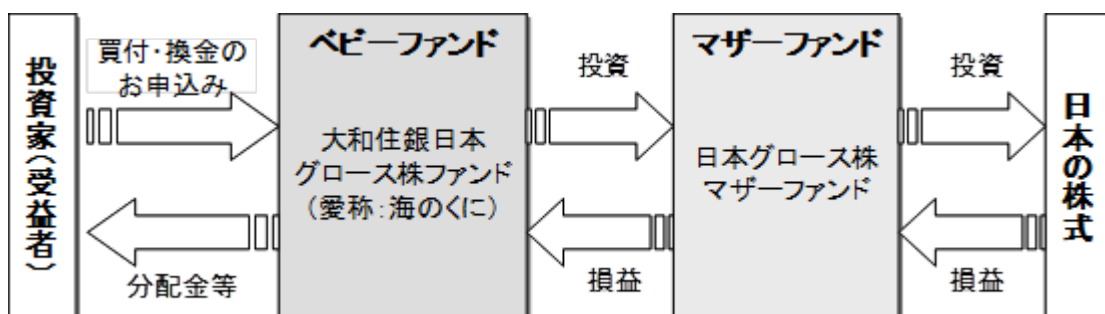 投資家(受益者)
買付・換金の
お申込み
分配金等
ベビーファンド
大和住銀日本
グロース株ファンド
(愛称:海のくに)
投資
損益
マザーファンド
日本グロース株
マザーファンド
投資
損益
日本の株式